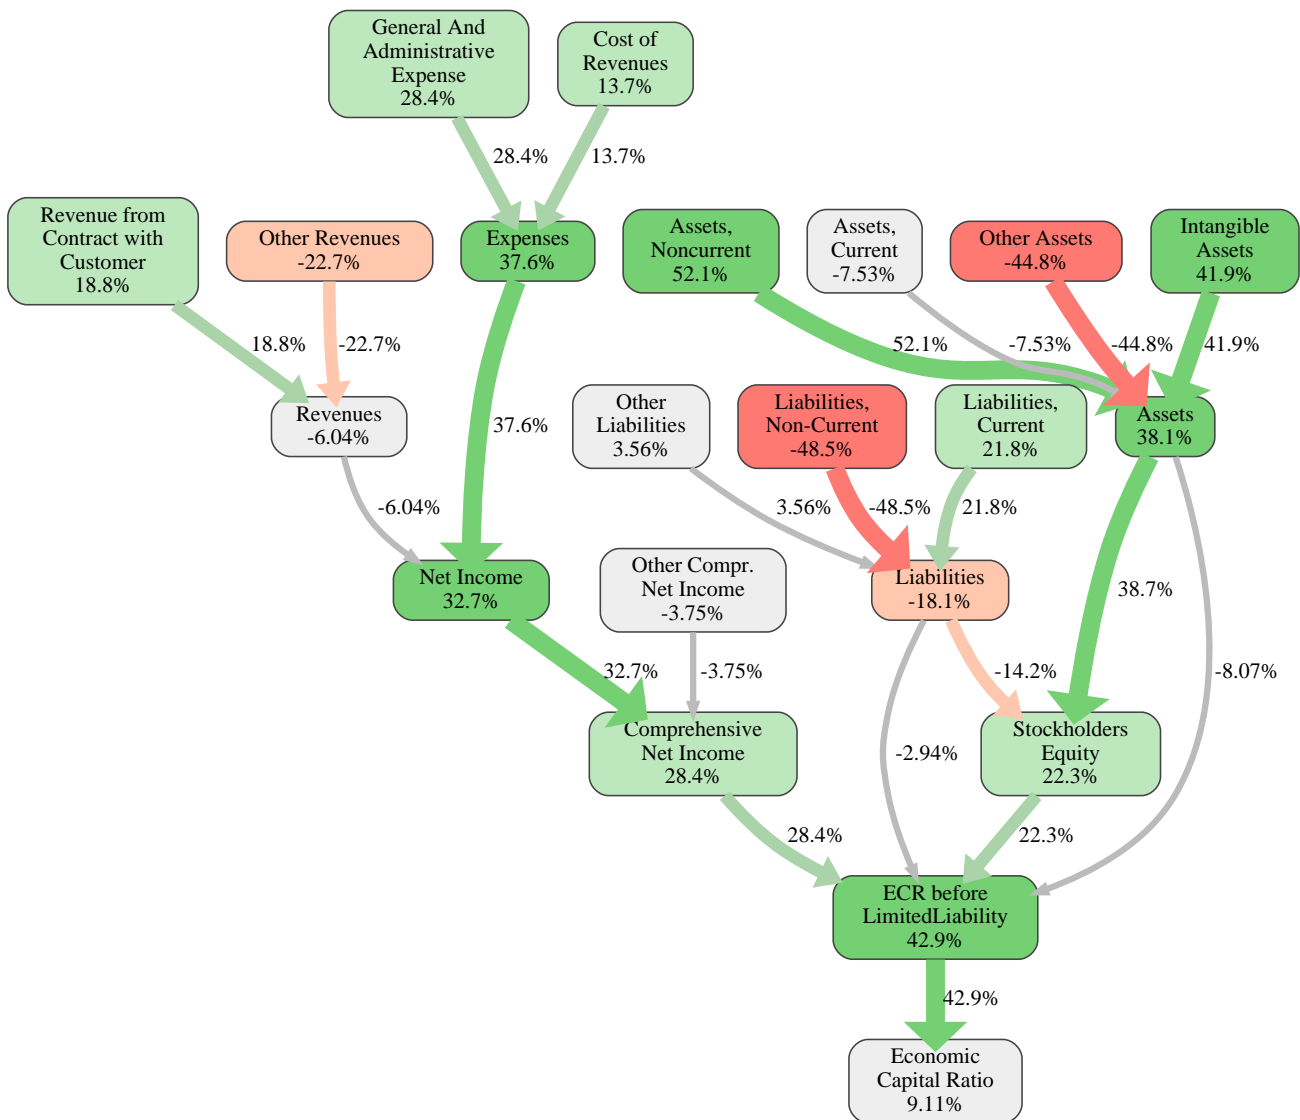 General And
Administrative
Expense
28.4%
Cost of
Revenues
13.7%
28.4%
13.7%
Revenue from
Contract with
Customer
18.8%
Other Revenues
-22.7%
Expenses
37.6%
Assets,
Noncurrent
52.1%
Assets,
Current
-7.53%
Other Assets
-44.8%
Intangible
Assets
41.9%
18.8%
-22.7%
52.1%
-7.53%
-44.8%
41.9%
Revenues
-6.04%
37.6%
Other
Liabilities
3.56%
Liabilities,
Non-Current
-48.5%
Liabilities,
Current
21.8%
Assets
38.1%
-6.04%
3.56%
-48.5%
21.8%
Net Income
32.7%
Other Compr.
Net Income
-3.75%
Liabilities
-18.1%
38.7%
32.7%
-3.75%
-14.2%
-8.07%
Comprehensive
Net Income
28.4%
-2.94%
Stockholders
Equity
22.3%
28.4%
22.3%
ECR before
LimitedLiability
42.9%
42.9%
Economic
Capital Ratio
9.11%